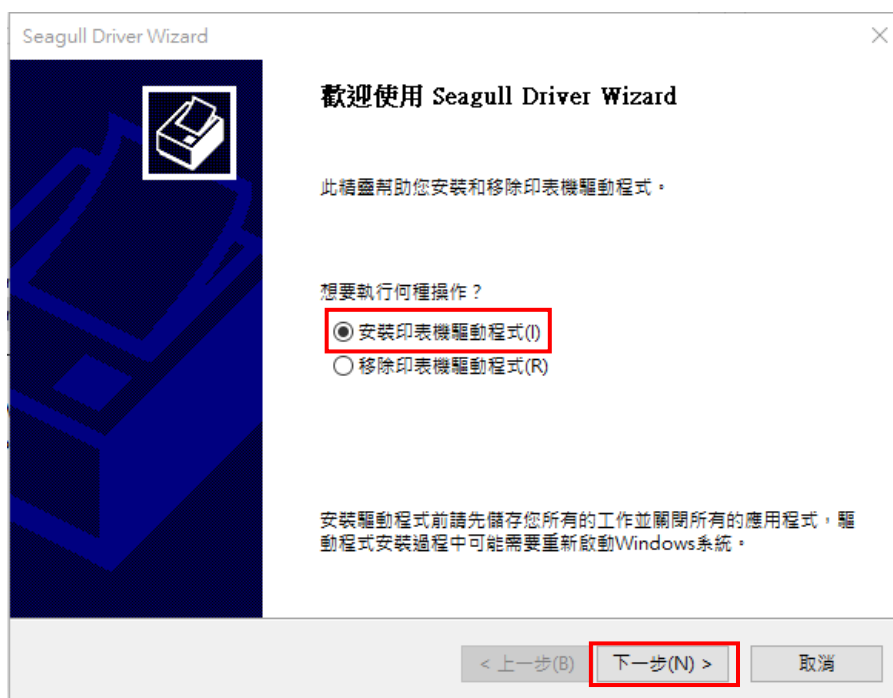 Seagull Driver Wizard
歡迎使用 Seagull Driver Wizard
此精靈幫助您安裝和移除印表機驅動程式。
想要執行何種操作？
安裝印表機驅動程式(I)
移除印表機驅動程式(R)
安裝驅動程式前請先儲存您所有的工作並關閉所有的應用程式，驅
動程式安裝過程中可能需要重新啟動Windows系統。
< 上一步(B) 下一步(N) > 取消